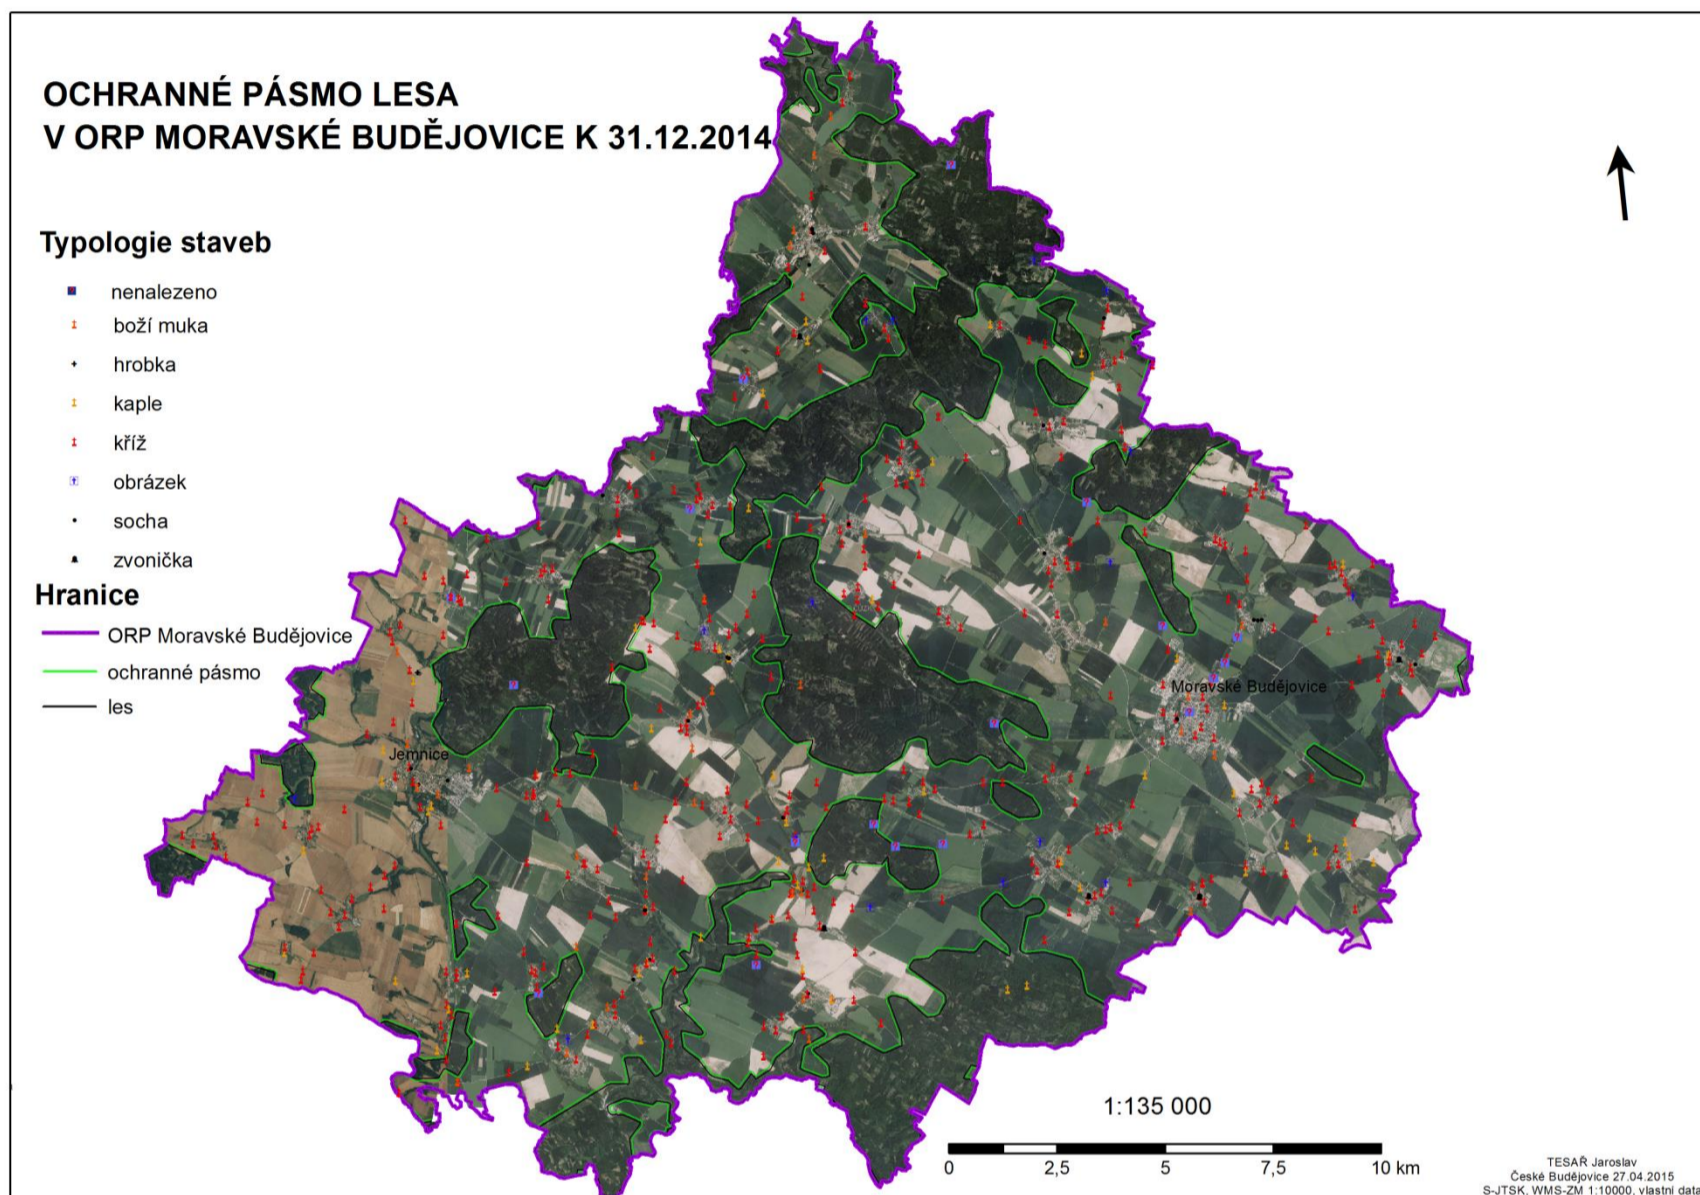 OCHRANNÉ PÁSMO LESA
V ORP MORAVSKÉ BUDĚJOVICE K 31.12.2014
Typologie staveb
nenalezeno
boží muka
hrobka
kaple
kříž
obrázek
socha
zvonička
Hranice
ORP Moravské Budějovice
ochranné pásmo
les
Moravské Budějovice
Jemnice
1:135 000
0 2,5 5 7,5 10 km
TESAŘ Jaroslav
České Budějovice 27.04.2015
S-JTSK, WMS-ZM 1:10000, vlastní data